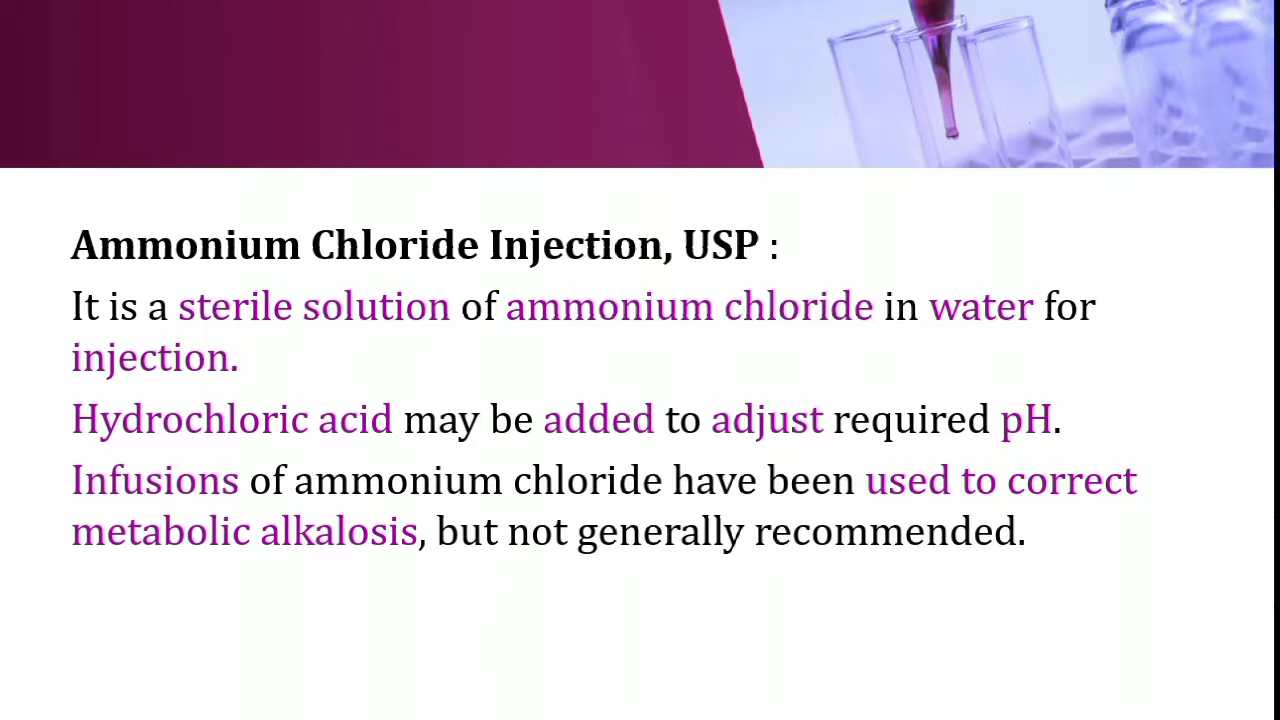 Ammonium Chloride Injection, USP :
It is a sterile solution of ammonium chloride in water for
injection.
Hydrochloric acid may be added to adjust required pH.
Infusions of ammonium chloride have been used to correct
metabolic alkalosis, but not generally recommended.